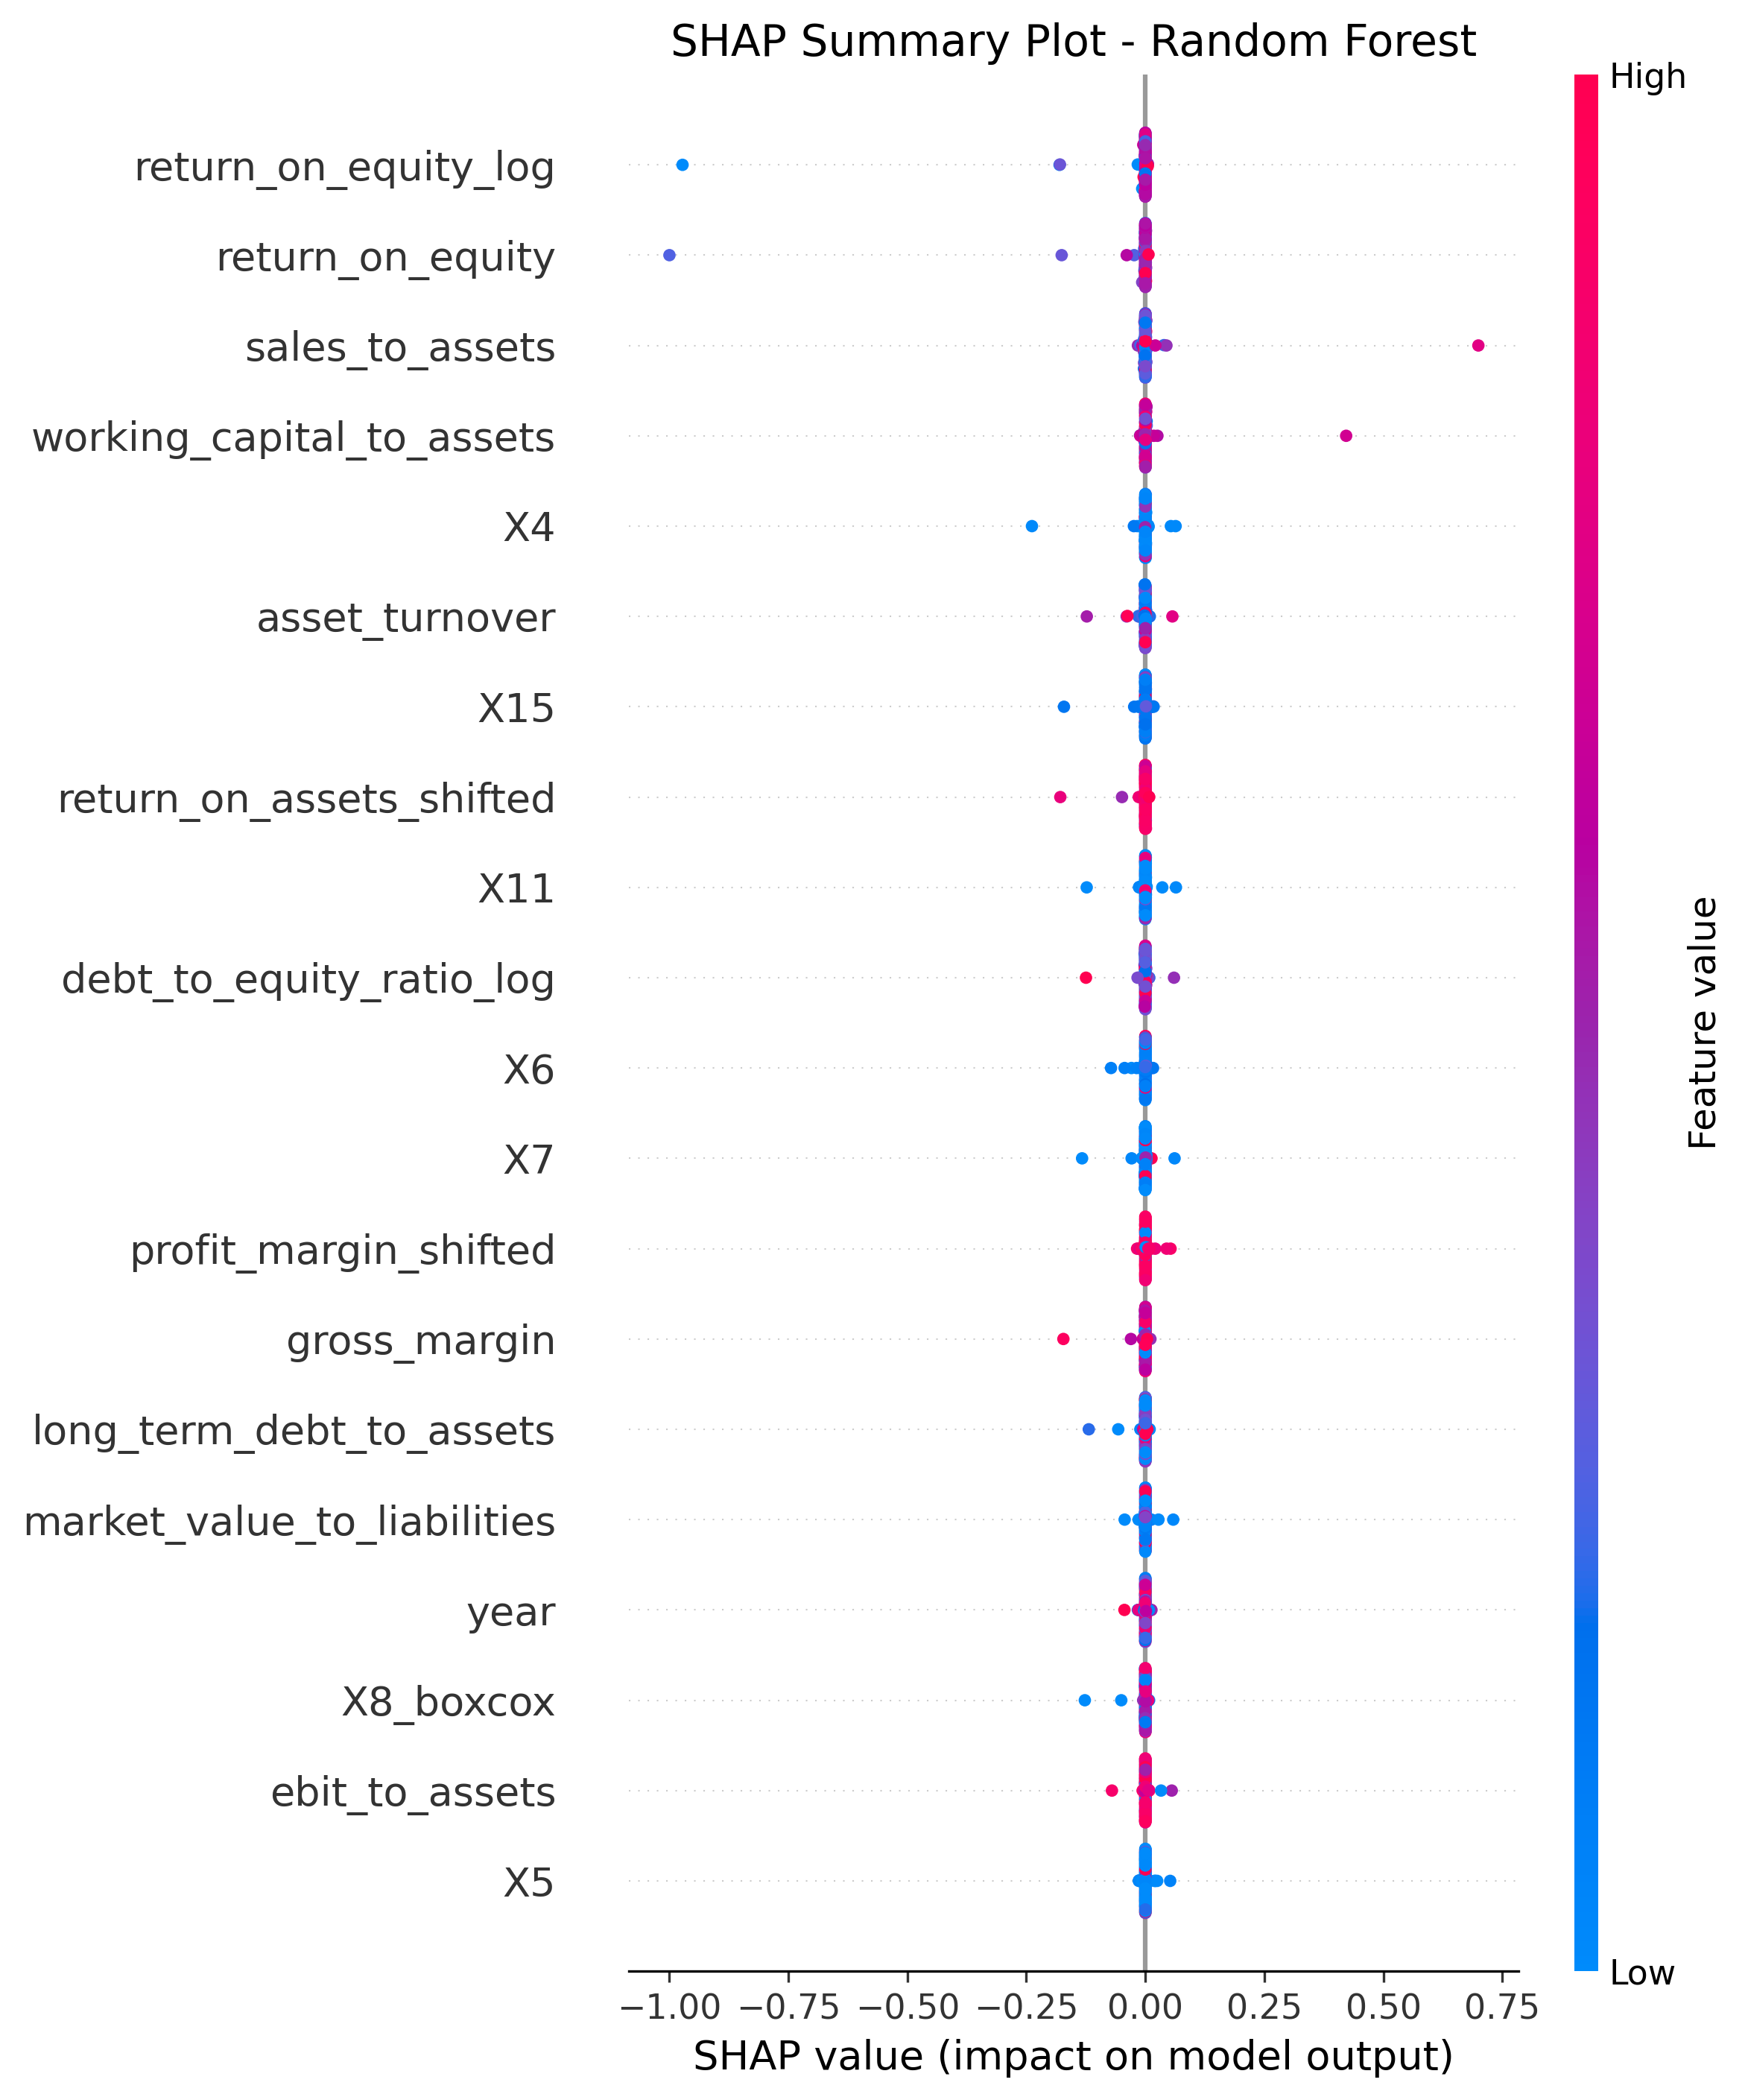 SHAP Summary Plot - Random Forest
High
return_on_equity_log
return_on_equity
sales_to_assets
working_capital_to_assets
X4
asset_turnover
X15
return_on_assets_shifted
X11
debt_to_equity_ratio_log
X6
X7
profit_margin_shifted
gross_margin
long_term_debt_to_assets
market_value_to_liabilities
year
X8_boxcox
ebit_to_assets
X5
Feature value
Low
−1.00 −0.75 −0.50 −0.25 0.00 0.25 0.50 0.75
SHAP value (impact on model output)